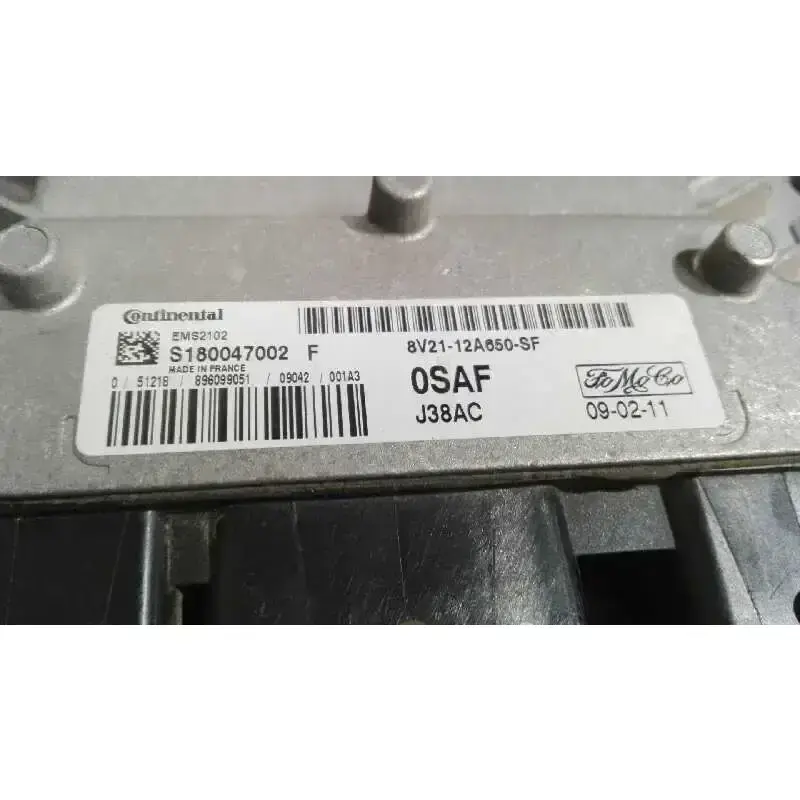 Continental
EMS2102
S180047002 F
MADE IN FRANCE
0 / 51218 / 896099051 / 09042 / 001A3
8V21-12A650-SF
0SAF
J38AC
FoMoCo
09-02-11